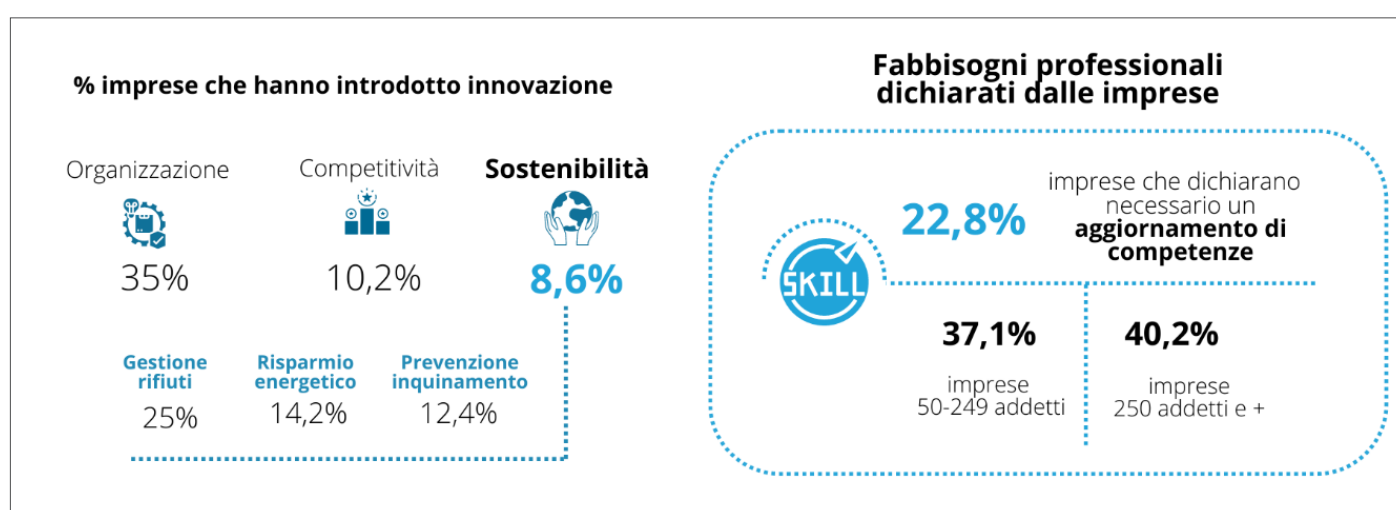 % imprese che hanno introdotto innovazione
Organizzazione
Competitività
Sostenibilità
35%
10,2%
8,6%
Gestione
rifiuti
25%
Risparmio
energetico
14,2%
Prevenzione
inquinamento
12,4%
Fabbisogni professionali
dichiarati dalle imprese
SKILL
22,8%
imprese che dichiarano
necessario un
aggiornamento di
competenze
37,1%
imprese
50-249 addetti
40,2%
imprese
250 addetti e +